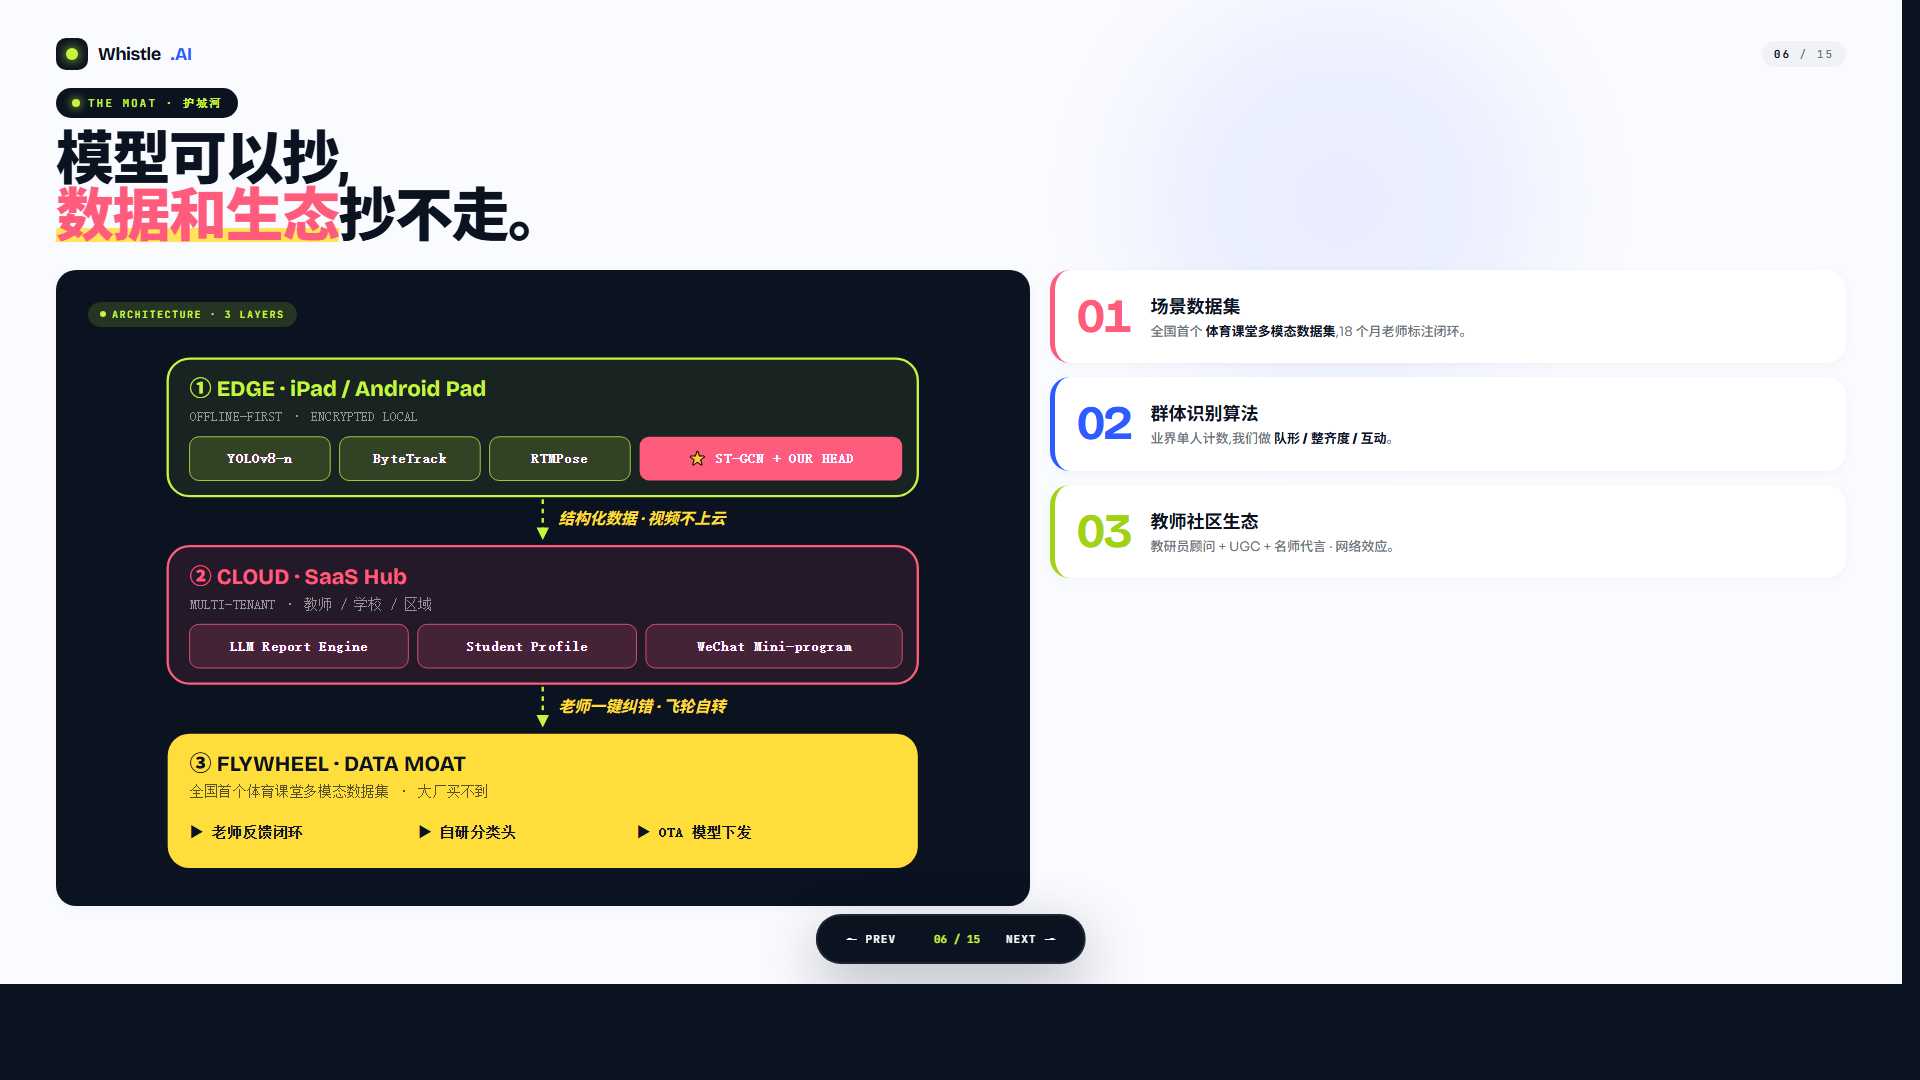 Whistle .AI
06 / 15
THE MOAT · 护城河
模型可以抄,
数据和生态抄不走。
ARCHITECTURE · 3 LAYERS
① EDGE · iPad / Android Pad
OFFLINE-FIRST · ENCRYPTED LOCAL
YOLOv8-n
ByteTrack
RTMPose
⭐ ST-GCN + OUR HEAD
结构化数据 · 视频不上云
② CLOUD · SaaS Hub
MULTI-TENANT · 教师 / 学校 / 区域
LLM Report Engine
Student Profile
WeChat Mini-program
老师一键纠错 · 飞轮自转
③ FLYWHEEL · DATA MOAT
全国首个体育课堂多模态数据集 · 大厂买不到
▶ 老师反馈闭环
▶ 自研分类头
▶ OTA 模型下发
01
场景数据集
全国首个 体育课堂多模态数据集,18 个月老师标注闭环。
02
群体识别算法
业界单人计数,我们做 队形 / 整齐度 / 互动。
03
教师社区生态
教研员顾问 + UGC + 名师代言 · 网络效应。
← PREV
06 / 15
NEXT →